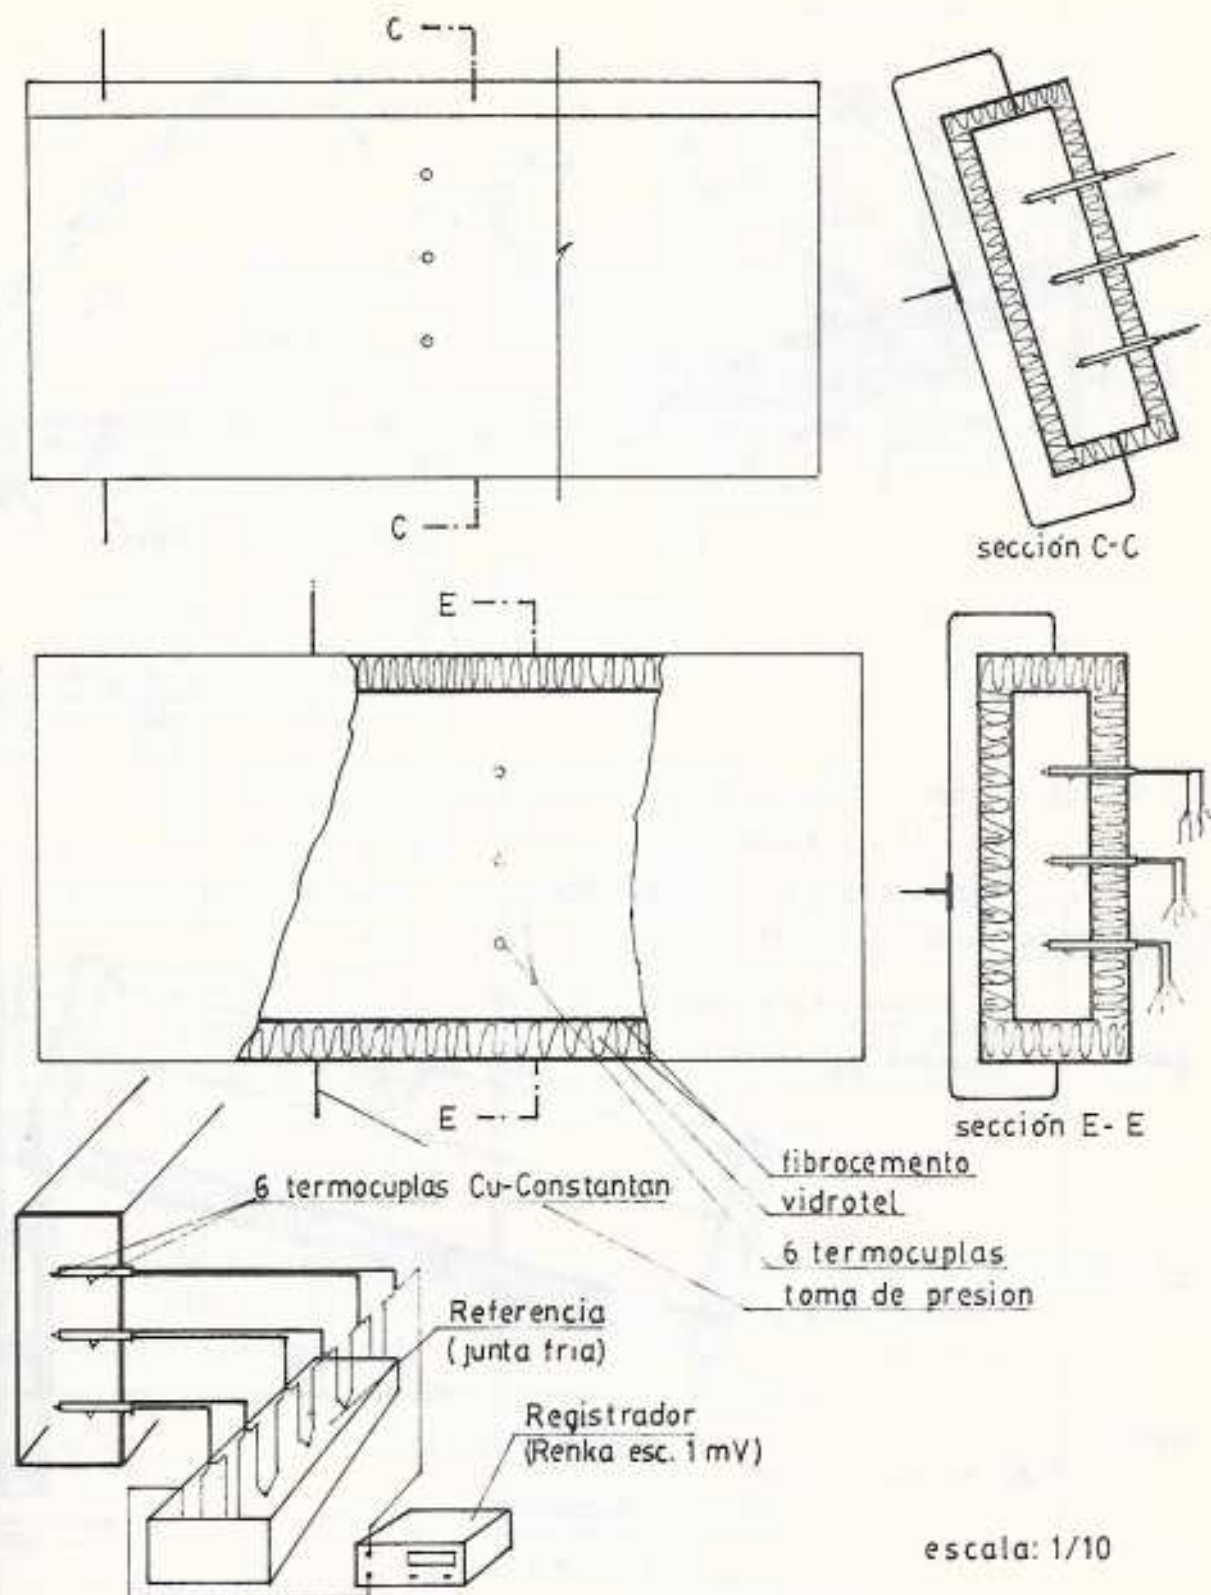 C
C
sección C-C
E
E
sección E-E
fibrocemento
vidrotel
6 termocuplas Cu-Constantan
6 termocuplas
toma de presion
Referencia
(junta fria)
Registrador
(Renka esc. 1 mV)
escala: 1/10